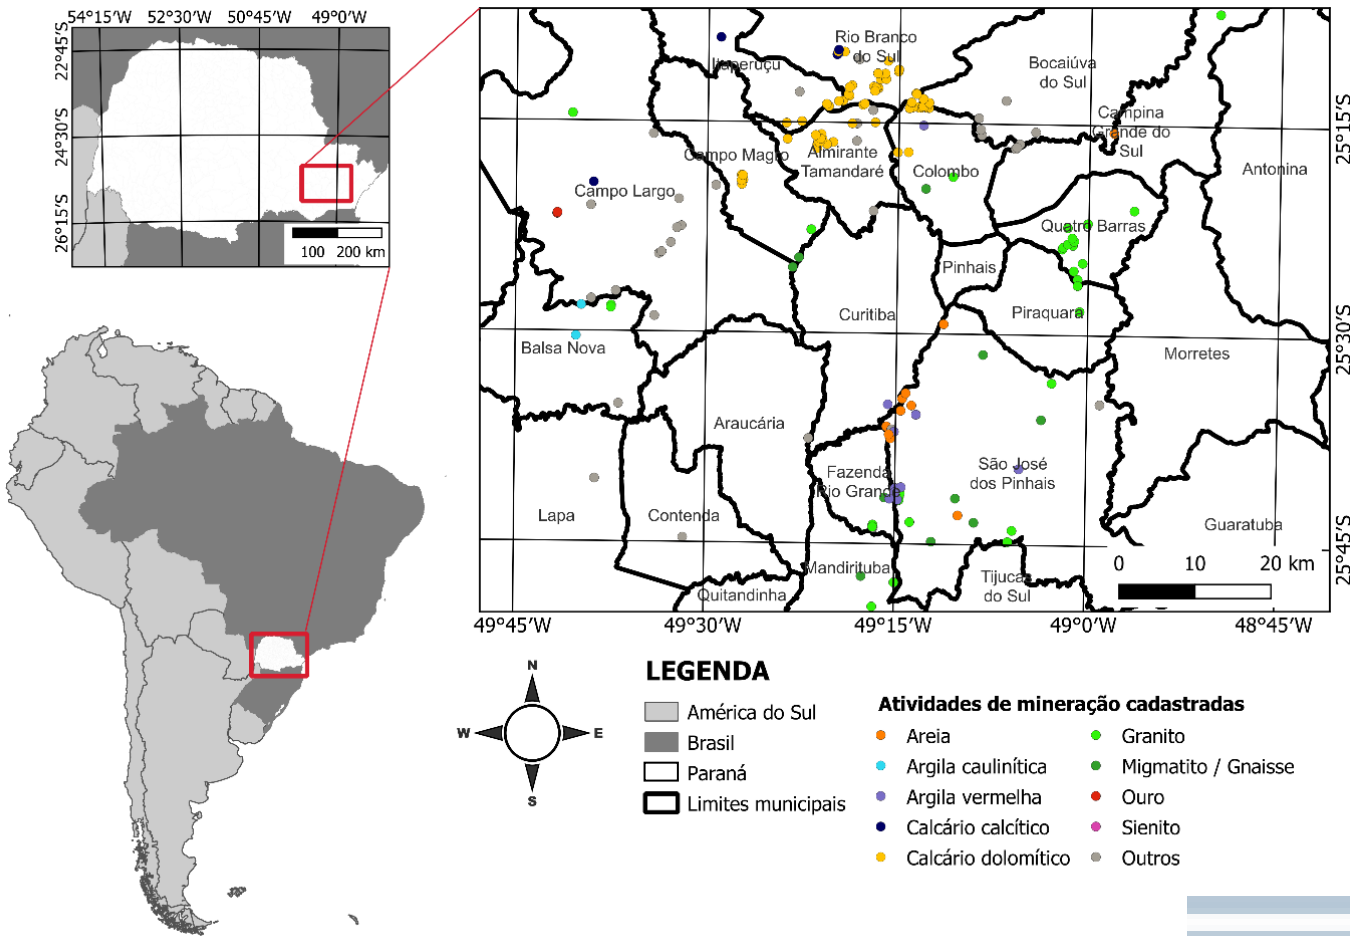 54°15'W 52°30'W 50°45'W 49°0'W
22°45'S
24°30'S
26°15'S
100 200 km
Rio Branco
do Sul
Itaperuçu
Bocaiúva
do Sul
Campina
Grande do
Sul
Campo Magro
Almirante
Tamandaré
Colombo
Antonina
Campo Largo
Quatro Barras
Pinhais
Curitiba
Piraquara
Balsa Nova
Morretes
Araucária
São José
dos Pinhais
Fazenda
Rio Grande
Lapa
Contenda
Guaratuba
Mandirituba
Quitandinha
Tijucas
do Sul
0 10 20 km
25°15'S
25°30'S
25°45'S
49°45'W 49°30'W 49°15'W 49°0'W 48°45'W
N
W E
S
LEGENDA
América do Sul
Brasil
Paraná
Limites municipais
Atividades de mineração cadastradas
Areia
Argila caulinítica
Argila vermelha
Calcário calcítico
Calcário dolomítico
Granito
Migmatito / Gnaisse
Ouro
Sienito
Outros